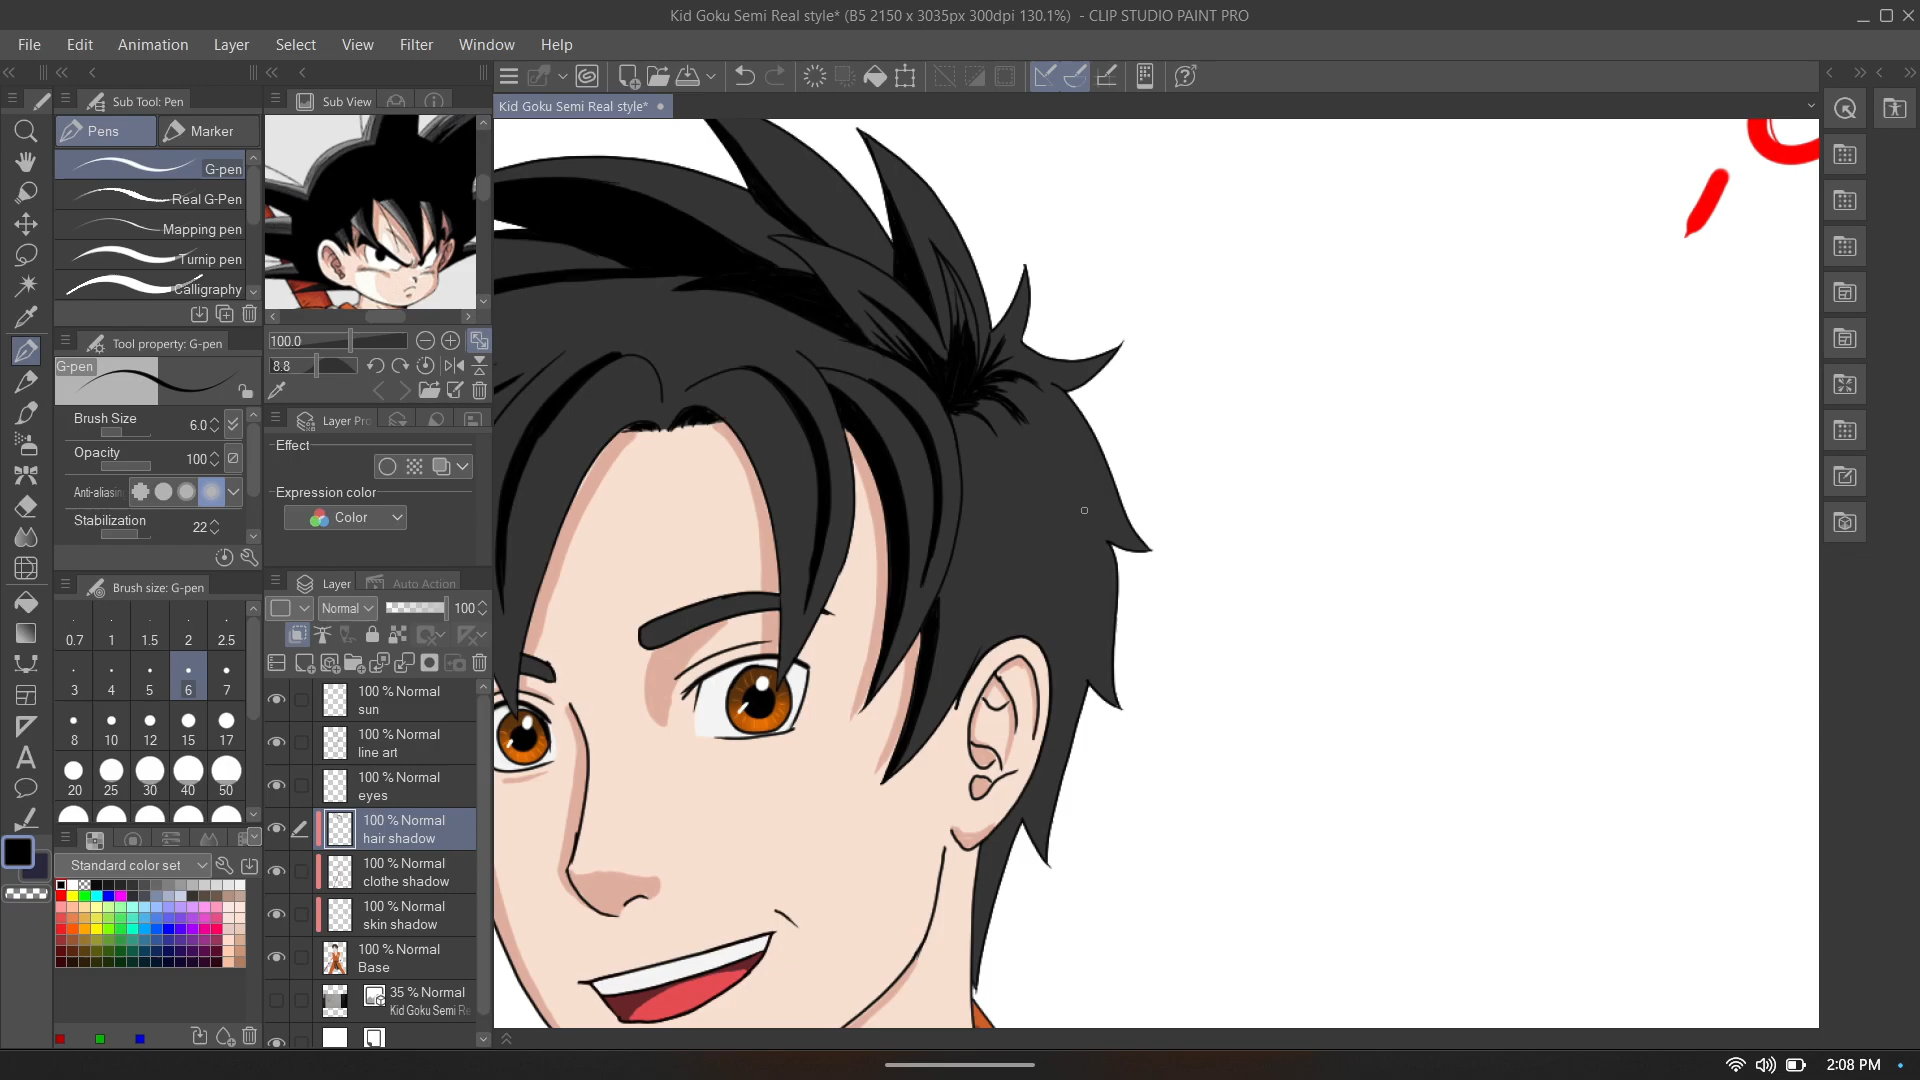 Kid Goku Semi Real style* (B5 2150 x 3035px 300dpi 130.1%) - CLIP STUDIO PAINT PRO
File Edit Animation Layer Select View Filter Window Help
Sub Tool: Pen
Sub View
Kid Goku Semi Real style*
Pens
Marker
G-pen
Real G-Pen
Mapping pen
Turnip pen
Calligraphy
100.0
8.8
Tool property: G-pen
G-pen
Brush Size 6.0
Opacity 100
Anti-aliasing
Stabilization 22
Layer Pro
Effect
Expression color
Color
Brush size: G-pen
0.7 1 1.5 2 2.5
3 4 5 6 7
8 10 12 15 17
20 25 30 40 50
Layer
Auto Action
Normal 100
100 % Normal
sun
100 % Normal
line art
100 % Normal
eyes
100 % Normal
hair shadow
100 % Normal
clothe shadow
100 % Normal
skin shadow
100 % Normal
Base
35 % Normal
Kid Goku Semi Re
Standard color set
2:08 PM